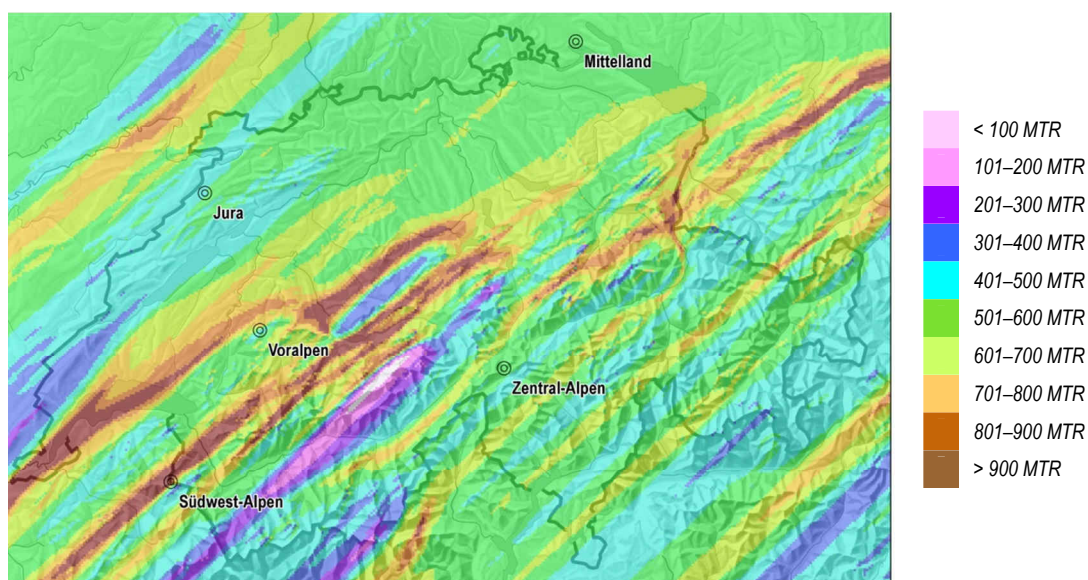 Mittelland
Jura
Voralpen
Zentral-Alpen
Südwest-Alpen
< 100 MTR
101–200 MTR
201–300 MTR
301–400 MTR
401–500 MTR
501–600 MTR
601–700 MTR
701–800 MTR
801–900 MTR
> 900 MTR